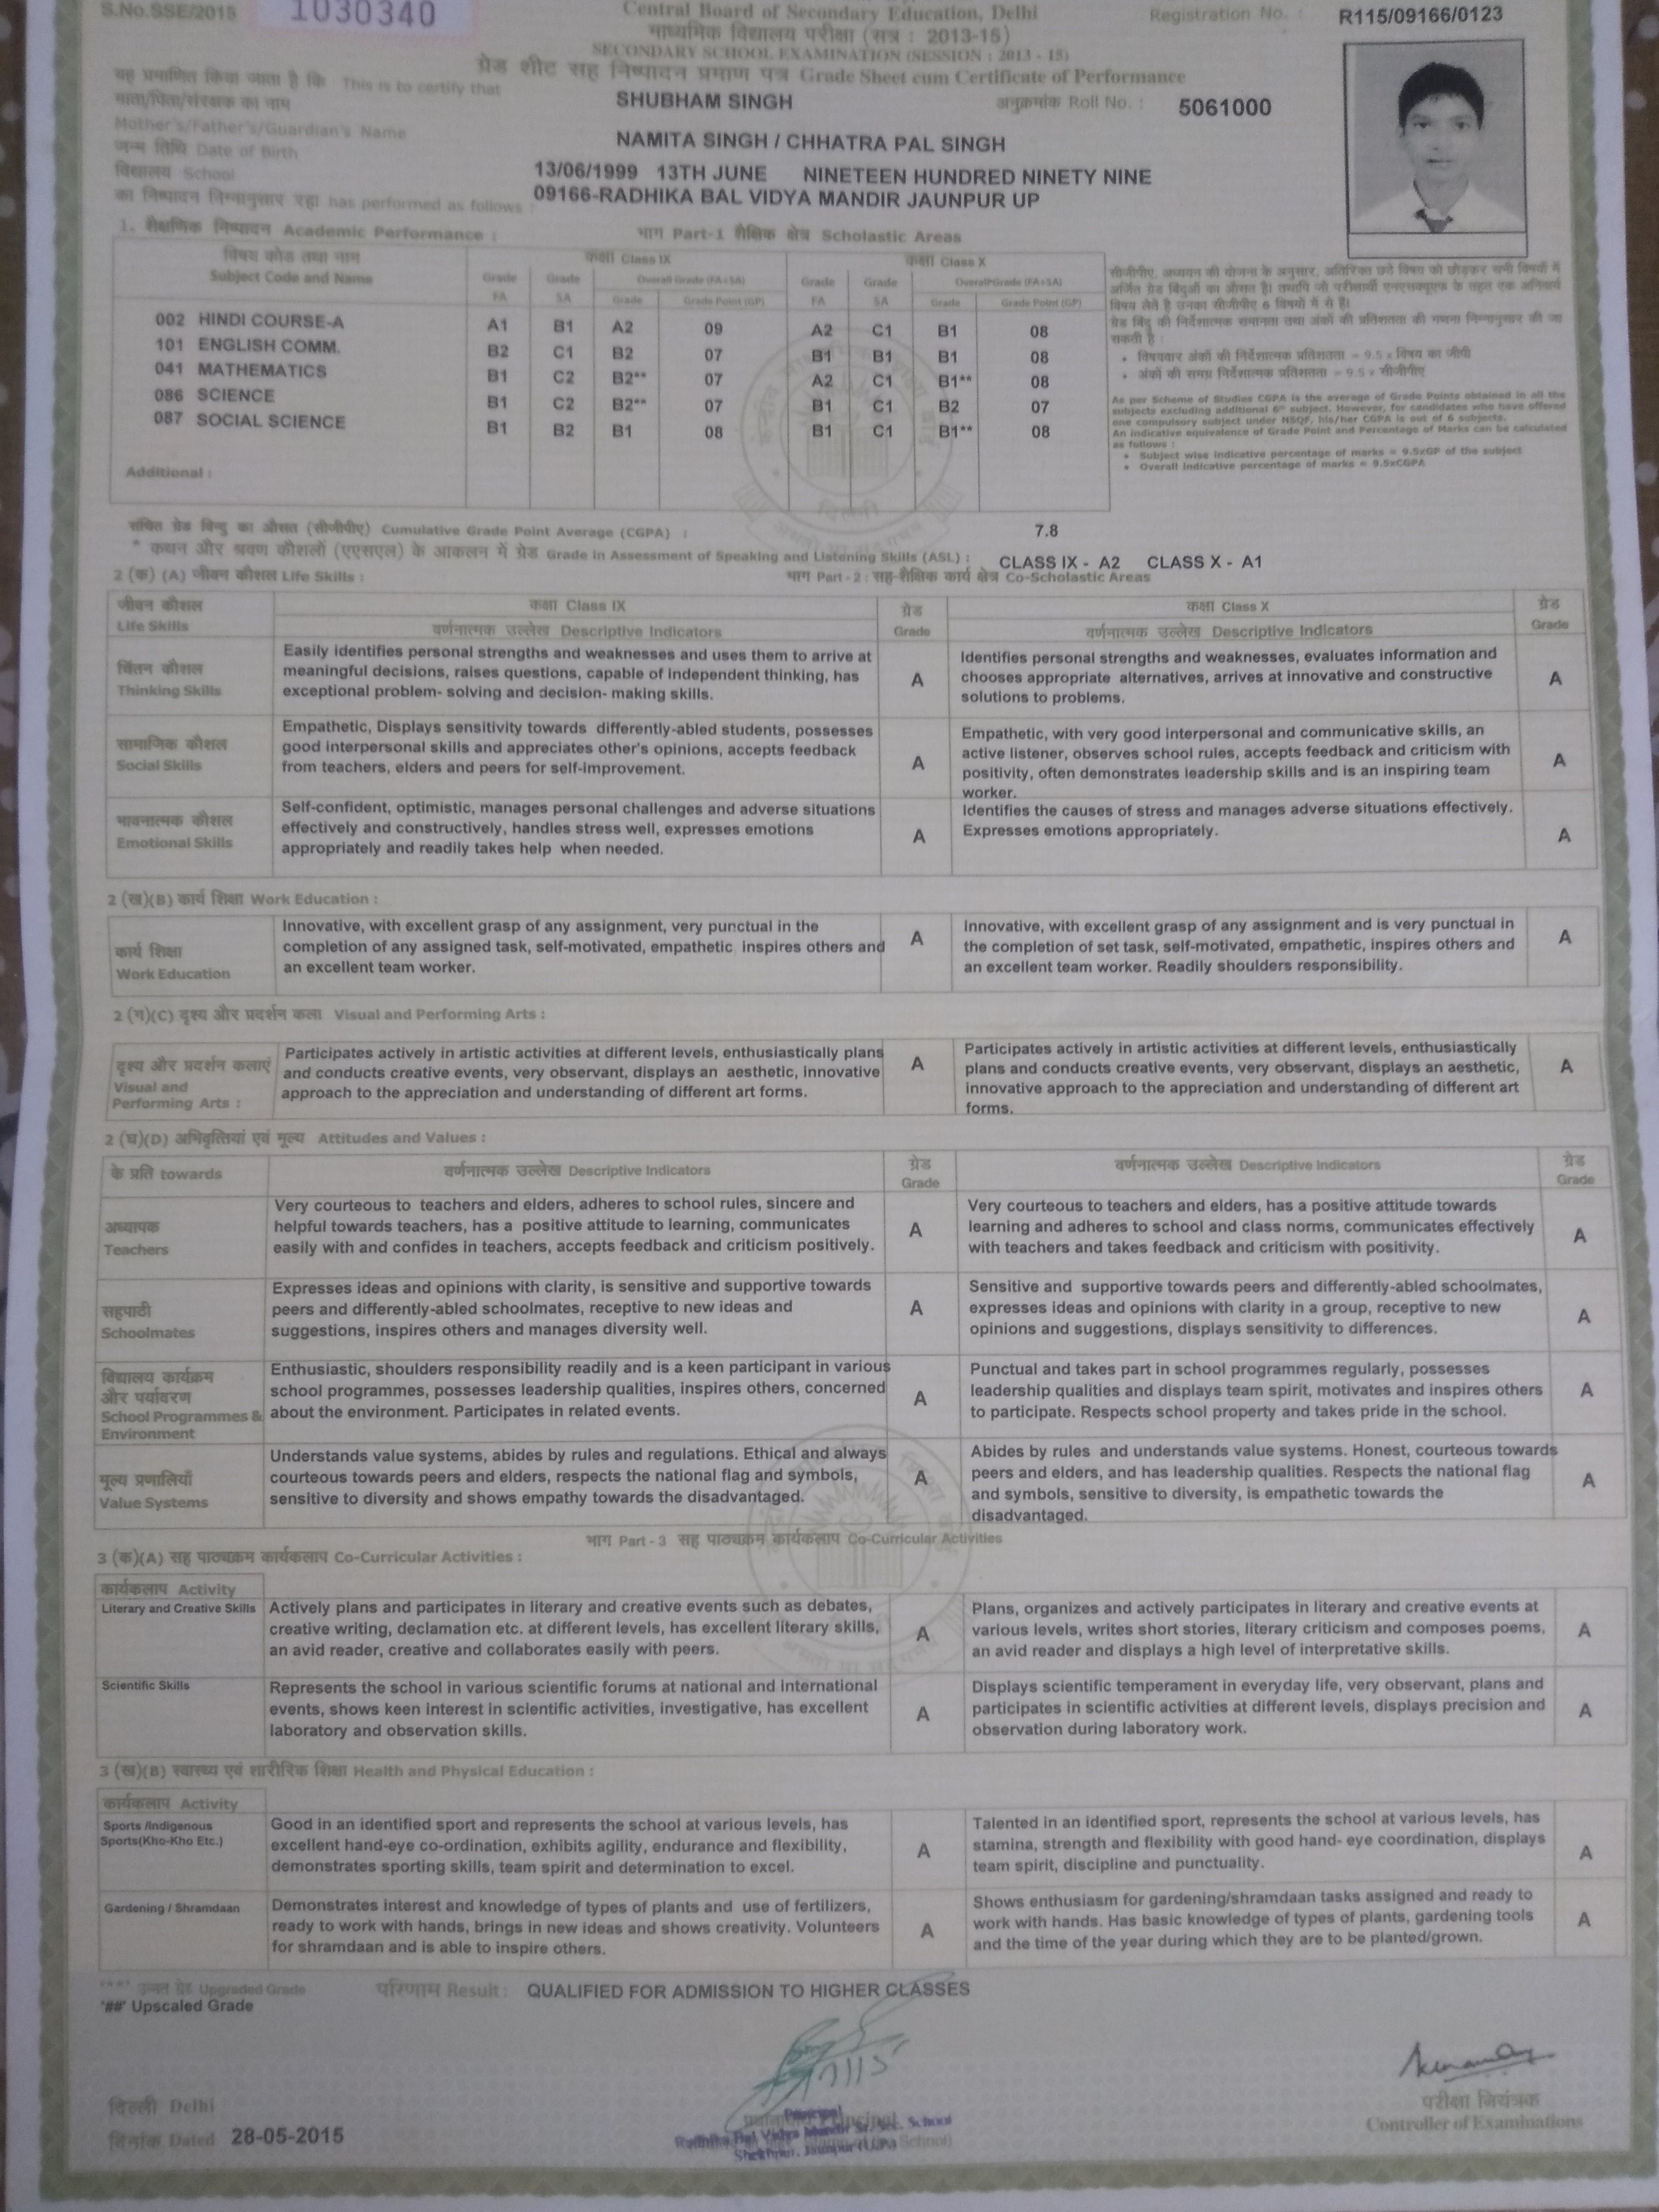 S.No.SSE/2015 1030340
Central Board of Secondary Education, Delhi
Registration No. : R115/09166/0123
माध्यमिक विद्यालय परीक्षा (सत्र : 2013-15)
SECONDARY SCHOOL EXAMINATION (SESSION : 2013 - 15)
ग्रेड शीट सह निष्पादन प्रमाण पत्र Grade Sheet cum Certificate of Performance
यह प्रमाणित किया जाता है कि This is to certify that SHUBHAM SINGH
अनुक्रमांक Roll No. : 5061000
माता/पिता/संरक्षक का नाम
Mother's/Father's/Guardian's Name NAMITA SINGH / CHHATRA PAL SINGH
जन्म तिथि Date of Birth 13/06/1999 13TH JUNE NINETEEN HUNDRED NINETY NINE
विद्यालय School 09166-RADHIKA BAL VIDYA MANDIR JAUNPUR UP
का निष्पादन निम्नानुसार रहा has performed as follows :
1. शैक्षणिक निष्पादन Academic Performance : भाग Part-1 शैक्षिक क्षेत्र Scholastic Areas
विषय कोड तथा नाम कक्षा Class IX कक्षा Class X
Subject Code and Name Grade Grade Overall Grade (FA+SA) Grade Grade Overall Grade (FA+SA)
FA SA Grade Grade Point (GP) FA SA Grade Grade Point (GP)
002 HINDI COURSE-A A1 B1 A2 09 A2 C1 B1 08
101 ENGLISH COMM. B2 C1 B2 07 B1 B1 B1 08
041 MATHEMATICS B1 C2 B2** 07 A2 C1 B1** 08
086 SCIENCE B1 C2 B2** 07 B1 C1 B2 07
087 SOCIAL SCIENCE B1 B2 B1 08 B1 C1 B1** 08
Additional :
सीजीपीए, अध्ययन की योजना के अनुसार, अतिरिक्त छठे विषय को छोड़कर सभी विषयों में
अर्जित ग्रेड बिंदुओं का औसत है। तथापि जो परीक्षार्थी एनएसक्यूएफ के तहत एक अनिवार्य
विषय लेते है उनका सीजीपीए 6 विषयों में से है।
ग्रेड बिंदु की निर्देशात्मक समानता तथा अंकों की प्रतिशतता की गणना निम्नानुसार की जा
सकती है :
• विषयवार अंकों की निर्देशात्मक प्रतिशतता = 9.5 x विषय का जीपी
• अंकों की समग्र निर्देशात्मक प्रतिशतता = 9.5 x सीजीपीए
As per Scheme of Studies CGPA is the average of Grade Points obtained in all the
subjects excluding additional 6th subject. However, for candidates who have offered
one compulsory subject under NSQF, his/her CGPA is out of 6 subjects.
An indicative equivalence of Grade Point and Percentage of Marks can be calculated
as follows :
• Subject wise indicative percentage of marks = 9.5xGP of the subject
• Overall indicative percentage of marks = 9.5xCGPA
संचित ग्रेड बिन्दु का औसत (सीजीपीए) Cumulative Grade Point Average (CGPA) : 7.8
* कथन और श्रवण कौशलों (एएसएल) के आकलन में ग्रेड Grade in Assessment of Speaking and Listening Skills (ASL) : CLASS IX - A2 CLASS X - A1
2 (क) (A) जीवन कौशल Life Skills : भाग Part - 2 : सह-शैक्षिक कार्य क्षेत्र Co-Scholastic Areas
जीवन कौशल कक्षा Class IX ग्रेड कक्षा Class X ग्रेड
Life Skills वर्णनात्मक उल्लेख Descriptive Indicators Grade वर्णनात्मक उल्लेख Descriptive Indicators Grade
चिंतन कौशल
Thinking Skills
Easily identifies personal strengths and weaknesses and uses them to arrive at
meaningful decisions, raises questions, capable of independent thinking, has
exceptional problem- solving and decision- making skills.
A
Identifies personal strengths and weaknesses, evaluates information and
chooses appropriate alternatives, arrives at innovative and constructive
solutions to problems.
A
सामाजिक कौशल
Social Skills
Empathetic, Displays sensitivity towards differently-abled students, possesses
good interpersonal skills and appreciates other's opinions, accepts feedback
from teachers, elders and peers for self-improvement.
A
Empathetic, with very good interpersonal and communicative skills, an
active listener, observes school rules, accepts feedback and criticism with
positivity, often demonstrates leadership skills and is an inspiring team
worker.
A
भावनात्मक कौशल
Emotional Skills
Self-confident, optimistic, manages personal challenges and adverse situations
effectively and constructively, handles stress well, expresses emotions
appropriately and readily takes help when needed.
A
Identifies the causes of stress and manages adverse situations effectively.
Expresses emotions appropriately.
A
2 (ख)(B) कार्य शिक्षा Work Education :
कार्य शिक्षा
Work Education
Innovative, with excellent grasp of any assignment, very punctual in the
completion of any assigned task, self-motivated, empathetic inspires others and
an excellent team worker.
A
Innovative, with excellent grasp of any assignment and is very punctual in
the completion of set task, self-motivated, empathetic, inspires others and
an excellent team worker. Readily shoulders responsibility.
A
2 (ग)(C) दृश्य और प्रदर्शन कला Visual and Performing Arts :
दृश्य और प्रदर्शन कलाएं
Visual and
Performing Arts :
Participates actively in artistic activities at different levels, enthusiastically plans
and conducts creative events, very observant, displays an aesthetic, innovative
approach to the appreciation and understanding of different art forms.
A
Participates actively in artistic activities at different levels, enthusiastically
plans and conducts creative events, very observant, displays an aesthetic,
innovative approach to the appreciation and understanding of different art
forms.
A
2 (घ)(D) अभिवृत्तियां एवं मूल्य Attitudes and Values :
के प्रति towards वर्णनात्मक उल्लेख Descriptive Indicators ग्रेड Grade वर्णनात्मक उल्लेख Descriptive Indicators ग्रेड Grade
अध्यापक
Teachers
Very courteous to teachers and elders, adheres to school rules, sincere and
helpful towards teachers, has a positive attitude to learning, communicates
easily with and confides in teachers, accepts feedback and criticism positively.
A
Very courteous to teachers and elders, has a positive attitude towards
learning and adheres to school and class norms, communicates effectively
with teachers and takes feedback and criticism with positivity.
A
सहपाठी
Schoolmates
Expresses ideas and opinions with clarity, is sensitive and supportive towards
peers and differently-abled schoolmates, receptive to new ideas and
suggestions, inspires others and manages diversity well.
A
Sensitive and supportive towards peers and differently-abled schoolmates,
expresses ideas and opinions with clarity in a group, receptive to new
opinions and suggestions, displays sensitivity to differences.
A
विद्यालय कार्यक्रम
और पर्यावरण
School Programmes &
Environment
Enthusiastic, shoulders responsibility readily and is a keen participant in various
school programmes, possesses leadership qualities, inspires others, concerned
about the environment. Participates in related events.
A
Punctual and takes part in school programmes regularly, possesses
leadership qualities and displays team spirit, motivates and inspires others
to participate. Respects school property and takes pride in the school.
A
मूल्य प्रणालियाँ
Value Systems
Understands value systems, abides by rules and regulations. Ethical and always
courteous towards peers and elders, respects the national flag and symbols,
sensitive to diversity and shows empathy towards the disadvantaged.
A
Abides by rules and understands value systems. Honest, courteous towards
peers and elders, and has leadership qualities. Respects the national flag
and symbols, sensitive to diversity, is empathetic towards the
disadvantaged.
A
भाग Part - 3 सह पाठ्यक्रम कार्यकलाप Co-Curricular Activities
3 (क)(A) सह पाठ्यक्रम कार्यकलाप Co-Curricular Activities :
कार्यकलाप Activity
Literary and Creative Skills
Actively plans and participates in literary and creative events such as debates,
creative writing, declamation etc. at different levels, has excellent literary skills,
an avid reader, creative and collaborates easily with peers.
A
Plans, organizes and actively participates in literary and creative events at
various levels, writes short stories, literary criticism and composes poems,
an avid reader and displays a high level of interpretative skills.
A
Scientific Skills
Represents the school in various scientific forums at national and international
events, shows keen interest in scientific activities, investigative, has excellent
laboratory and observation skills.
A
Displays scientific temperament in everyday life, very observant, plans and
participates in scientific activities at different levels, displays precision and
observation during laboratory work.
A
3 (ख)(B) स्वास्थ्य एवं शारीरिक शिक्षा Health and Physical Education :
कार्यकलाप Activity
Sports /Indigenous
Sports(Kho-Kho Etc.)
Good in an identified sport and represents the school at various levels, has
excellent hand-eye co-ordination, exhibits agility, endurance and flexibility,
demonstrates sporting skills, team spirit and determination to excel.
A
Talented in an identified sport, represents the school at various levels, has
stamina, strength and flexibility with good hand- eye coordination, displays
team spirit, discipline and punctuality.
A
Gardening / Shramdaan
Demonstrates interest and knowledge of types of plants and use of fertilizers,
ready to work with hands, brings in new ideas and shows creativity. Volunteers
for shramdaan and is able to inspire others.
A
Shows enthusiasm for gardening/shramdaan tasks assigned and ready to
work with hands. Has basic knowledge of types of plants, gardening tools
and the time of the year during which they are to be planted/grown.
A
उन्नत ग्रेड Upgraded Grade परिणाम Result : QUALIFIED FOR ADMISSION TO HIGHER CLASSES
'##' Upscaled Grade
दिल्ली Delhi
दिनांक Dated 28-05-2015
Principal
Radhika Bal Vidya Mandir Sr. Sec. School
Jaunpur (U.P.)
परीक्षा नियंत्रक
Controller of Examinations